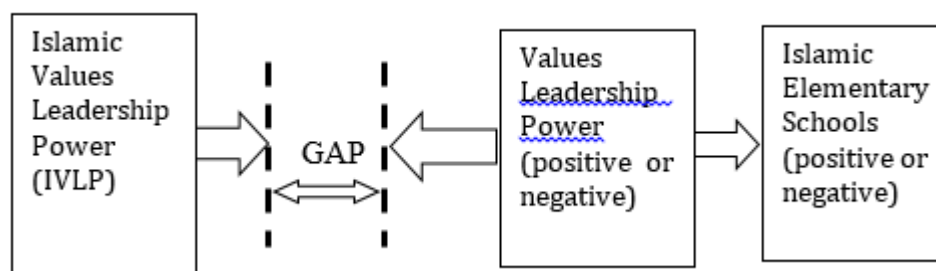 Islamic
Values
Leadership
Power
(IVLP)
GAP
Values
Leadership
Power
(positive or
negative)
Islamic
Elementary
Schools
(positive or
negative)